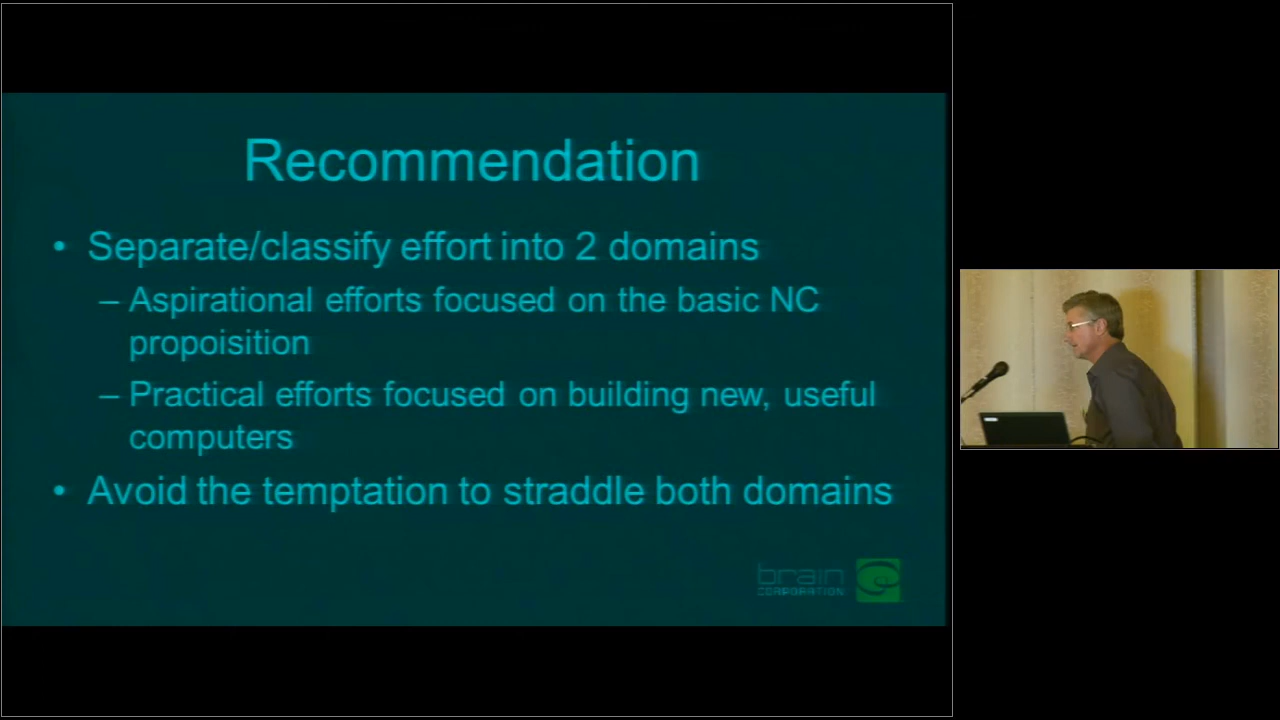 Recommendation
• Separate/classify effort into 2 domains
– Aspirational efforts focused on the basic NC
propoisition
– Practical efforts focused on building new, useful
computers
• Avoid the temptation to straddle both domains
brain
CORPORATION